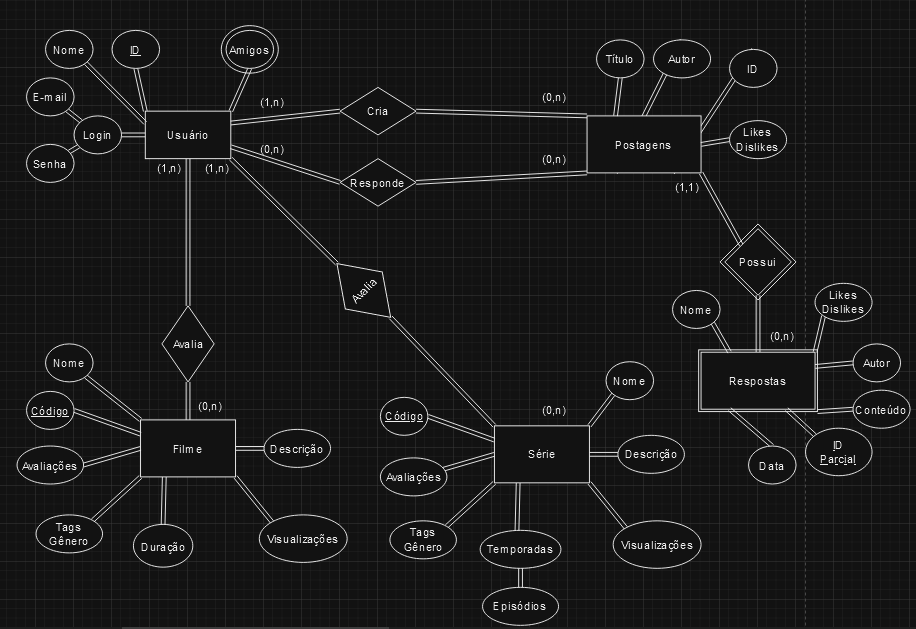 Nome
ID
Amigos
E-mail
Login
Senha
Usuário
(1,n)
(0,n)
(1,n)
(1,n)
Cria
Responde
(0,n)
(0,n)
Título
Autor
ID
Likes
Dislikes
Postagens
(1,1)
Possui
(0,n)
Nome
Likes
Dislikes
Autor
Conteúdo
ID
Parcial
Data
Respostas
Avalia
Avalia
(0,n)
Nome
Código
Avaliações
Tags
Gênero
Duração
Visualizações
Descrição
Filme
(0,n)
Nome
Código
Avaliações
Tags
Gênero
Temporadas
Episódios
Visualizações
Descrição
Série